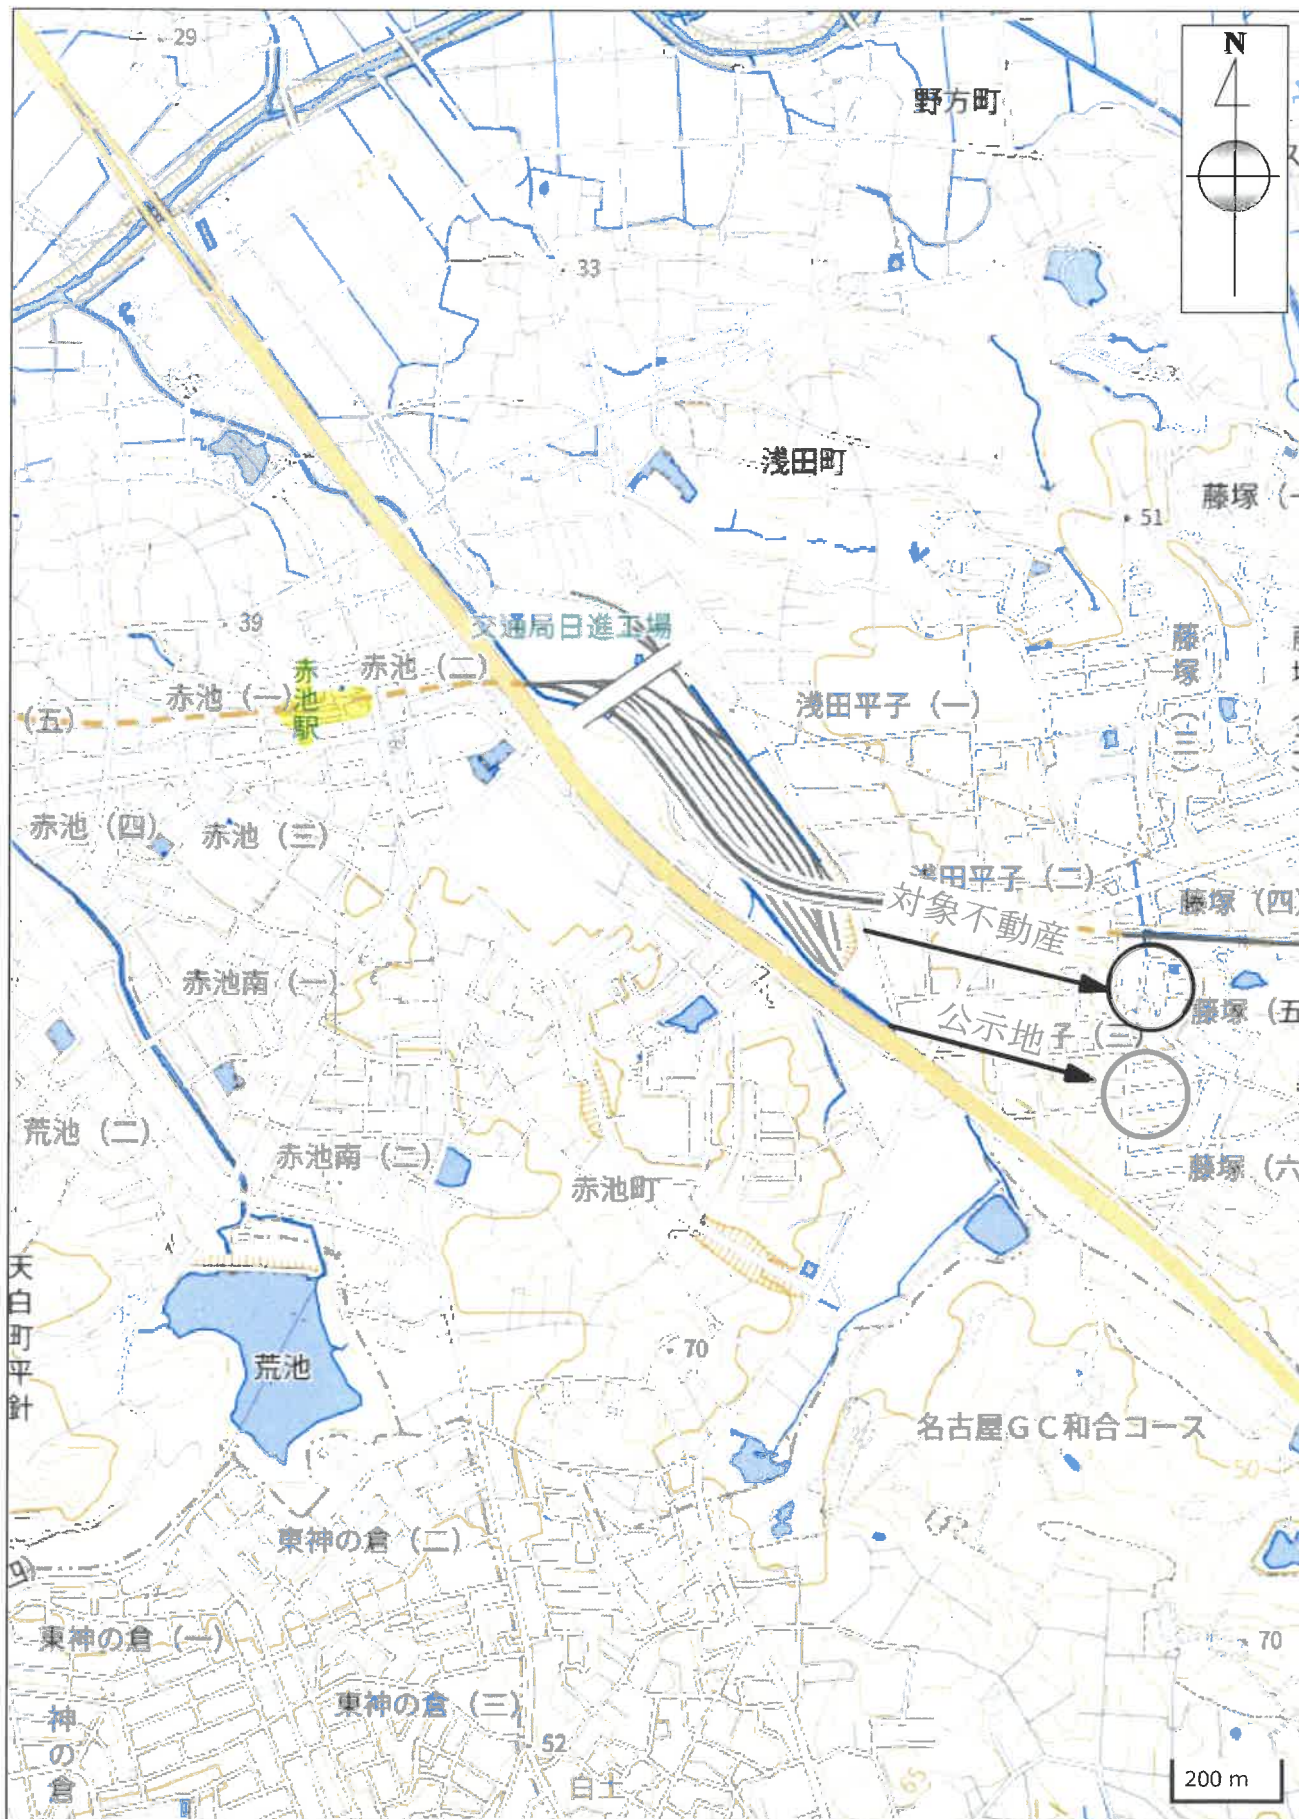 29
N
野方町
27.5
33
浅田町
藤塚（一
51
39
交通局日進工場
藤塚（三）
赤池（二）
赤池（一）
赤池駅
（五）
浅田平子（一）
赤池（四）
赤池（三）
浅田平子（二）
対象不動産
藤塚（四）
赤池南（一）
公示地
子（三）
藤塚（五
荒池（二）
赤池南（二）
赤池町
藤塚（六
天白町平針
荒池
70
名古屋ＧＣ和合コース
50
東神の倉（二）
東神の倉（一）
70
東神の倉（三）
神の倉
52
白土
65
200 m